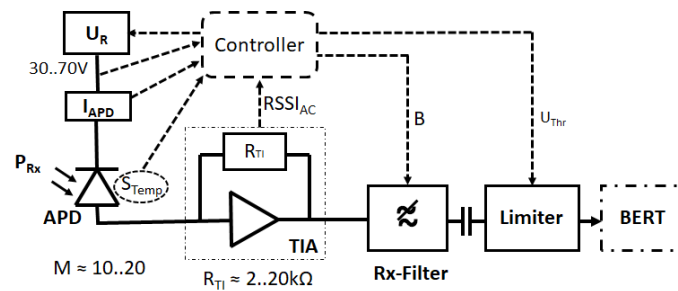 U_R
Controller
30..70V
I_APD
RSSI_AC
B
U_Thr
P_Rx
S_Temp
R_TI
APD
TIA
Limiter
BERT
Rx-Filter
M ≈ 10..20
R_TI ≈ 2..20kΩ